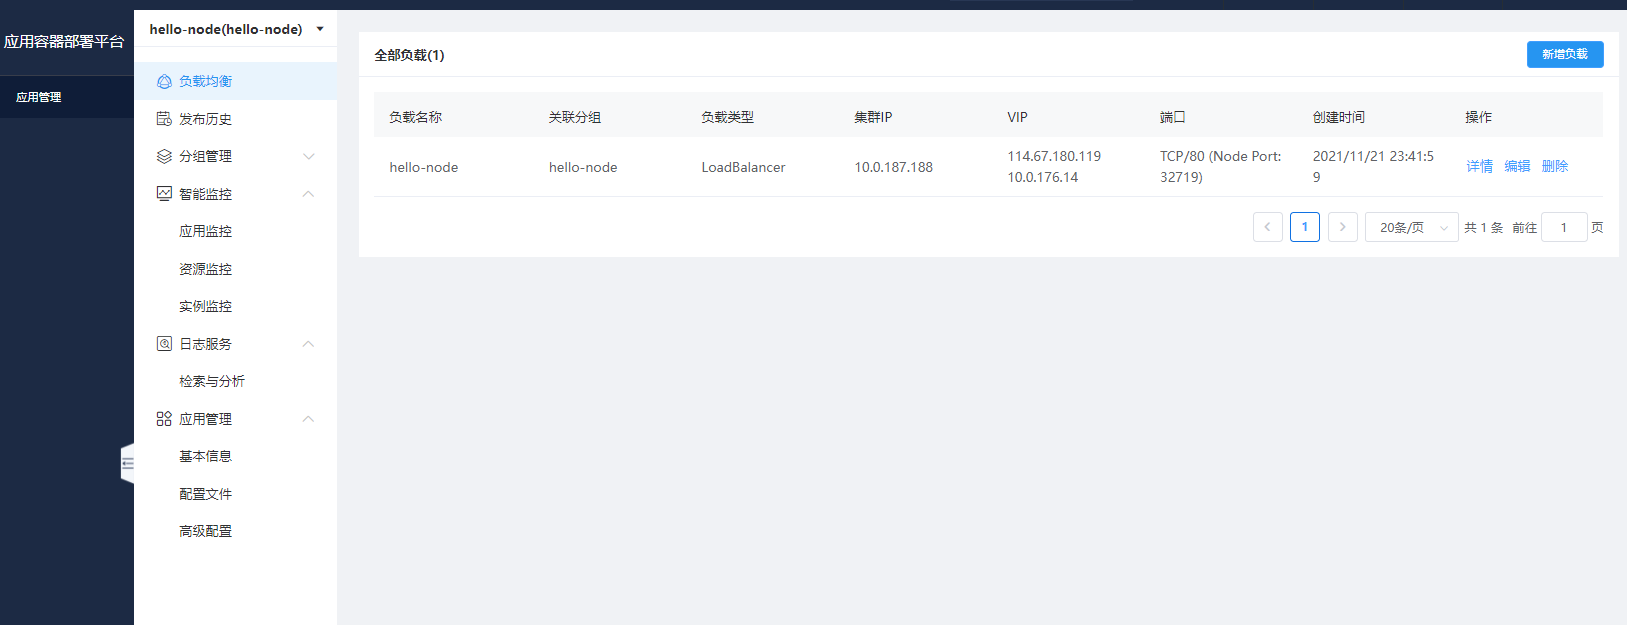 应用容器部署平台
应用管理
hello-node(hello-node)
负载均衡
发布历史
分组管理
智能监控
应用监控
资源监控
实例监控
日志服务
检索与分析
应用管理
基本信息
配置文件
高级配置
全部负载(1)
新增负载
负载名称 关联分组 负载类型 集群IP VIP 端口 创建时间 操作
hello-node hello-node LoadBalancer 10.0.187.188 114.67.180.119 TCP/80 (Node Port: 2021/11/21 23:41:5 详情 编辑 删除
10.0.176.14 32719) 9
1 20条/页 共 1 条 前往 1 页